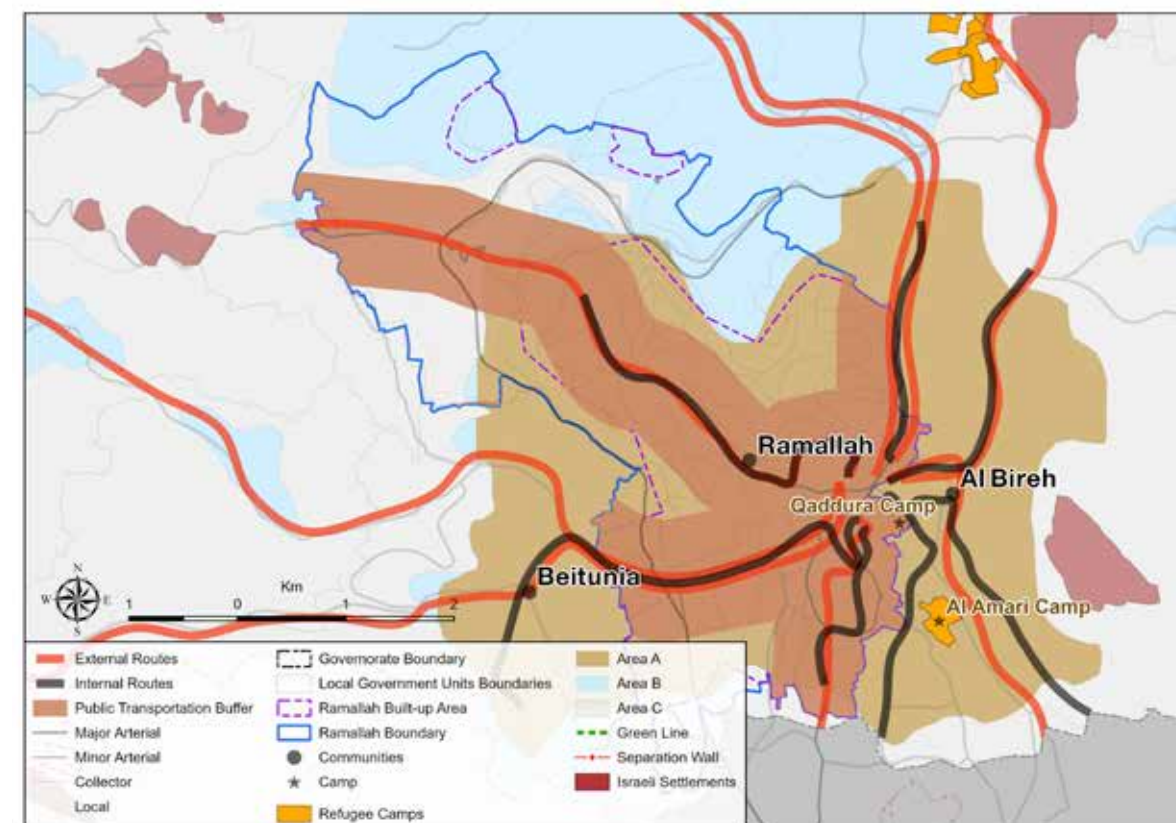 Ramallah
Al Bireh
Qaddura Camp
Beitunia
Al Amari Camp
N
W
E
S
Km
1 0 1 2
External Routes
Internal Routes
Public Transportation Buffer
Major Arterial
Minor Arterial
Collector
Local
Governorate Boundary
Local Government Units Boundaries
Ramallah Built-up Area
Ramallah Boundary
Communities
Camp
Refugee Camps
Area A
Area B
Area C
Green Line
Separation Wall
Israeli Settlements